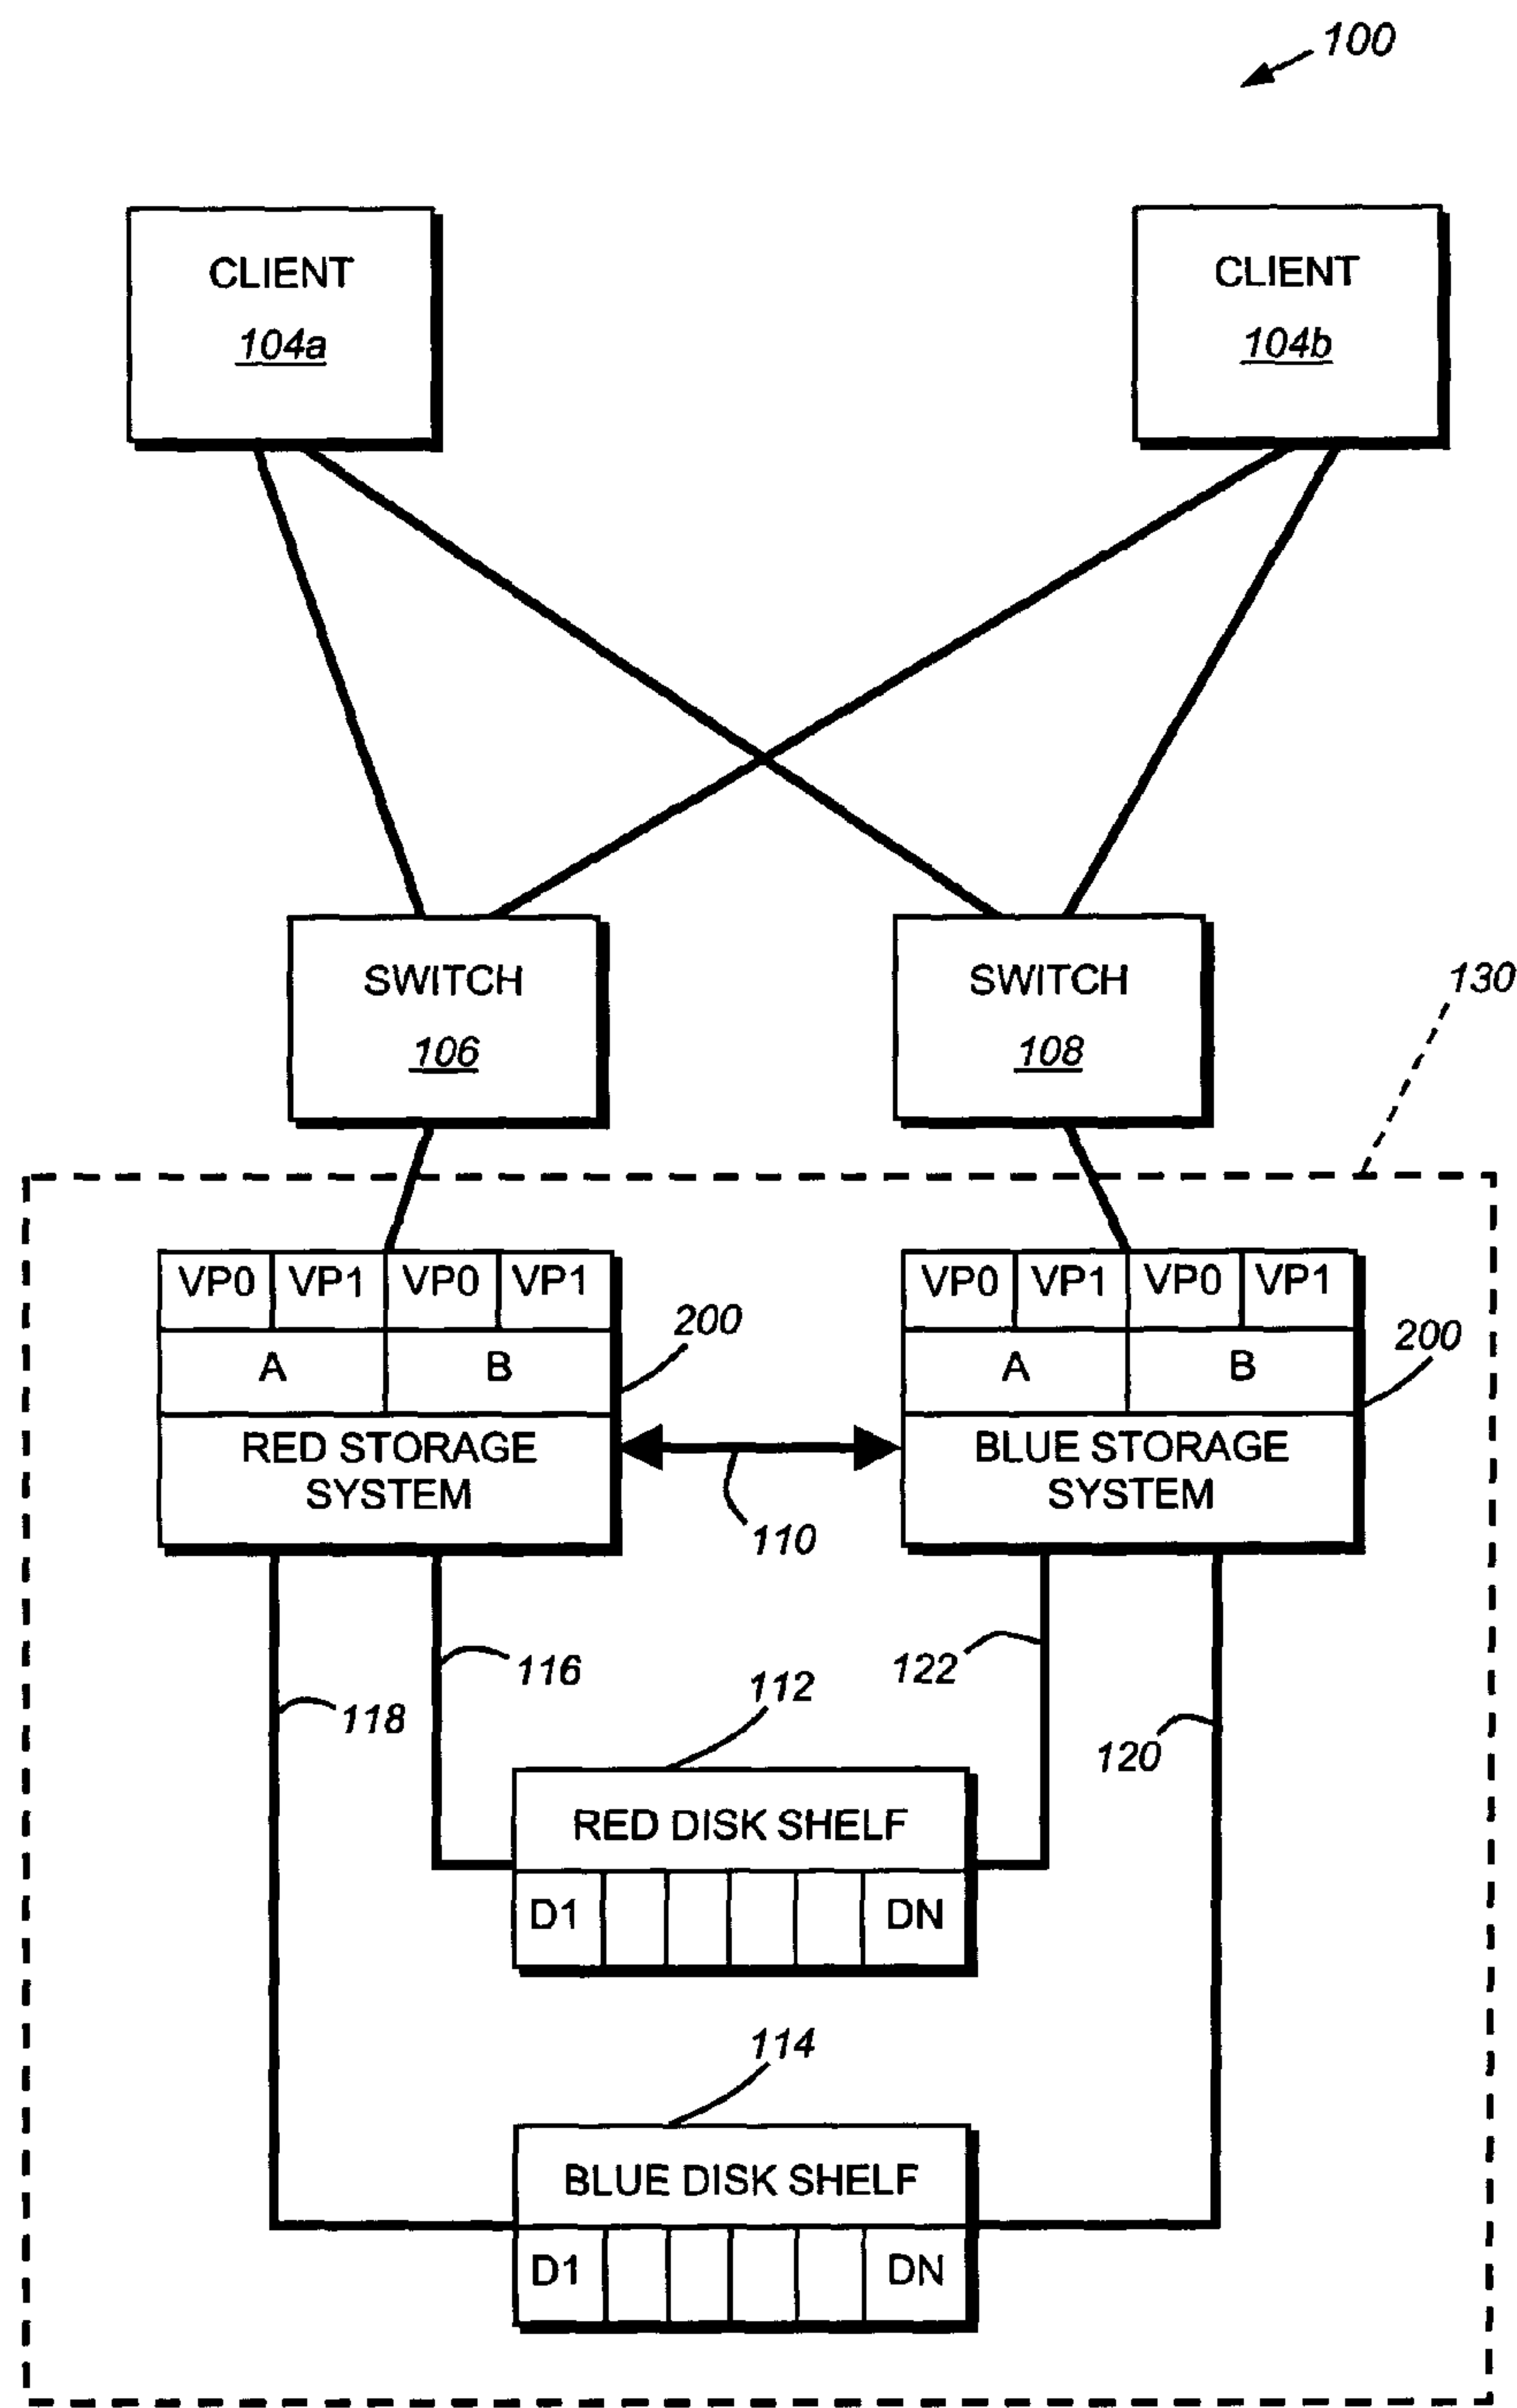 100
CLIENT
104a
CLIENT
104b
SWITCH
106
SWITCH
108
130
VP0 VP1 VP0 VP1
A B
RED STORAGE
SYSTEM
200
VP0 VP1 VP0 VP1
A B
BLUE STORAGE
SYSTEM
200
110
116
118
122
120
112
RED DISK SHELF
D1 DN
114
BLUE DISK SHELF
D1 DN